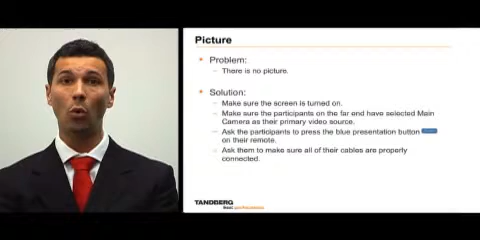 Picture
Problem:
– There is no picture.
Solution:
– Make sure the screen is turned on.
– Make sure the participants on the far end have selected Main
Camera as their primary video source.
– Ask the participants to press the blue presentation button
on their remote.
– Ask them to make sure all of their cables are properly
connected.
TANDBERG